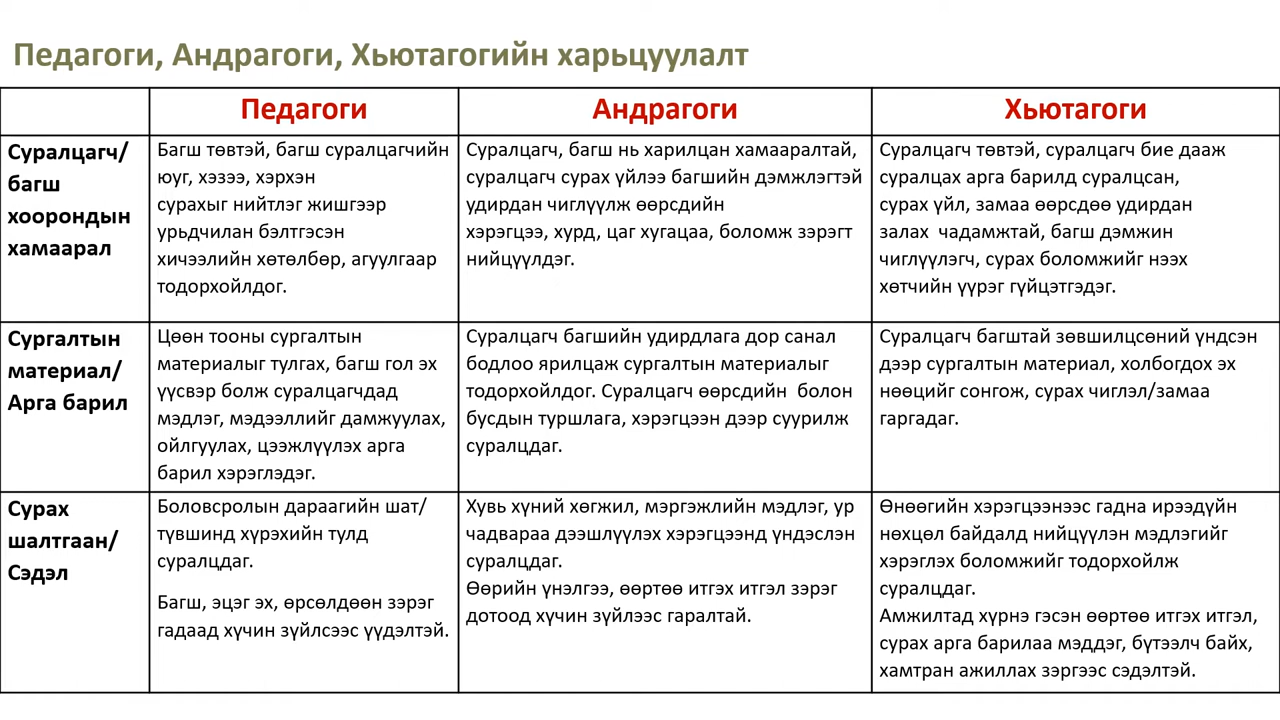 Педагоги, Андрагоги, Хьютагогийн харьцуулалт
Педагоги
Андрагоги
Хьютагоги
Суралцагч/
багш
хоорондын
хамаарал
Багш төвтэй, багш суралцагчийн
юуг, хэзээ, хэрхэн
сурахыг нийтлэг жишгээр
урьдчилан бэлтгэсэн
хичээлийн хөтөлбөр, агуулгаар
тодорхойлдог.
Суралцагч, багш нь харилцан хамааралтай,
суралцагч сурах үйлээ багшийн дэмжлэгтэй
удирдан чиглүүлж өөрсдийн
хэрэгцээ, хурд, цаг хугацаа, боломж зэрэгт
нийцүүлдэг.
Суралцагч төвтэй, суралцагч бие дааж
суралцах арга барилд суралцсан,
сурах үйл, замаа өөрсдөө удирдан
залах чадамжтай, багш дэмжин
чиглүүлэгч, сурах боломжийг нээх
хөтчийн үүрэг гүйцэтгэдэг.
Сургалтын
материал/
Арга барил
Цөөн тооны сургалтын
материалыг тулгах, багш гол эх
үүсвэр болж суралцагчдад
мэдлэг, мэдээллийг дамжуулах,
ойлгуулах, цээжлүүлэх арга
барил хэрэглэдэг.
Суралцагч багшийн удирдлага дор санал
бодлоо ярилцаж сургалтын материалыг
тодорхойлдог. Суралцагч өөрсдийн болон
бусдын туршлага, хэрэгцээн дээр суурилж
суралцдаг.
Суралцагч багштай зөвшилцсөний үндсэн
дээр сургалтын материал, холбогдох эх
нөөцийг сонгож, сурах чиглэл/замаа
гаргадаг.
Сурах
шалтгаан/
Сэдэл
Боловсролын дараагийн шат/
түвшинд хүрэхийн тулд
суралцдаг.
Багш, эцэг эх, өрсөлдөөн зэрэг
гадаад хүчин зүйлсээс үүдэлтэй.
Хувь хүний хөгжил, мэргэжлийн мэдлэг, ур
чадвараа дээшлүүлэх хэрэгцээнд үндэслэн
суралцдаг.
Өөрийн үнэлгээ, өөртөө итгэх итгэл зэрэг
дотоод хүчин зүйлээс гаралтай.
Өнөөгийн хэрэгцээнээс гадна ирээдүйн
нөхцөл байдалд нийцүүлэн мэдлэгийг
хэрэглэх боломжийг тодорхойлж
суралцдаг.
Амжилтад хүрнэ гэсэн өөртөө итгэх итгэл,
сурах арга барилаа мэддэг, бүтээлч байх,
хамтран ажиллах зэргээс сэдэлтэй.